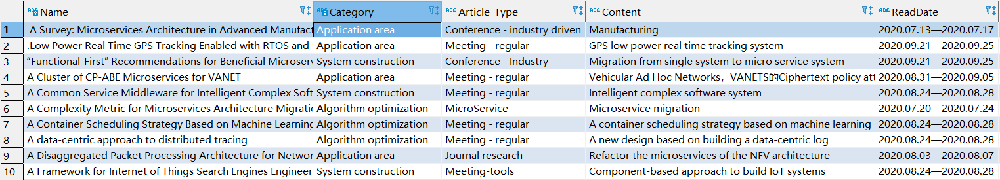 Name Category Article_Type Content ReadDate
1 A Survey: Microservices Architecture in Advanced Manufact Application area Conference - industry driven Manufacturing 2020.07.13—2020.07.17
2 .Low Power Real Time GPS Tracking Enabled with RTOS and Application area Meeting - regular GPS low power real time tracking system 2020.09.21—2020.09.25
3 “Functional-First” Recommendations for Beneficial Microser System construction Conference - Industry Migration from single system to micro service system 2020.09.21—2020.09.25
4 A Cluster of CP-ABE Microservices for VANET Application area Meeting - regular Vehicular Ad Hoc Networks，VANETS的Ciphertext policy att 2020.08.31—2020.09.05
5 A Common Service Middleware for Intelligent Complex Soft System construction Meeting - regular Intelligent complex software system 2020.08.24—2020.08.28
6 A Complexity Metric for Microservices Architecture Migrati Algorithm optimization MicroService Microservice migration 2020.07.20—2020.07.24
7 A Container Scheduling Strategy Based on Machine Learning Algorithm optimization Meeting - regular A container scheduling strategy based on machine learning 2020.08.24—2020.08.28
8 A data-centric approach to distributed tracing Algorithm optimization Meeting - regular A new design based on building a data-centric log 2020.08.24—2020.08.28
9 A Disaggregated Packet Processing Architecture for Networ Application area Journal research Refactor the microservices of the NFV architecture 2020.08.03—2020.08.07
10 A Framework for Internet of Things Search Engines Engineer System construction Meeting-tools Component-based approach to build IoT systems 2020.08.24—2020.08.28